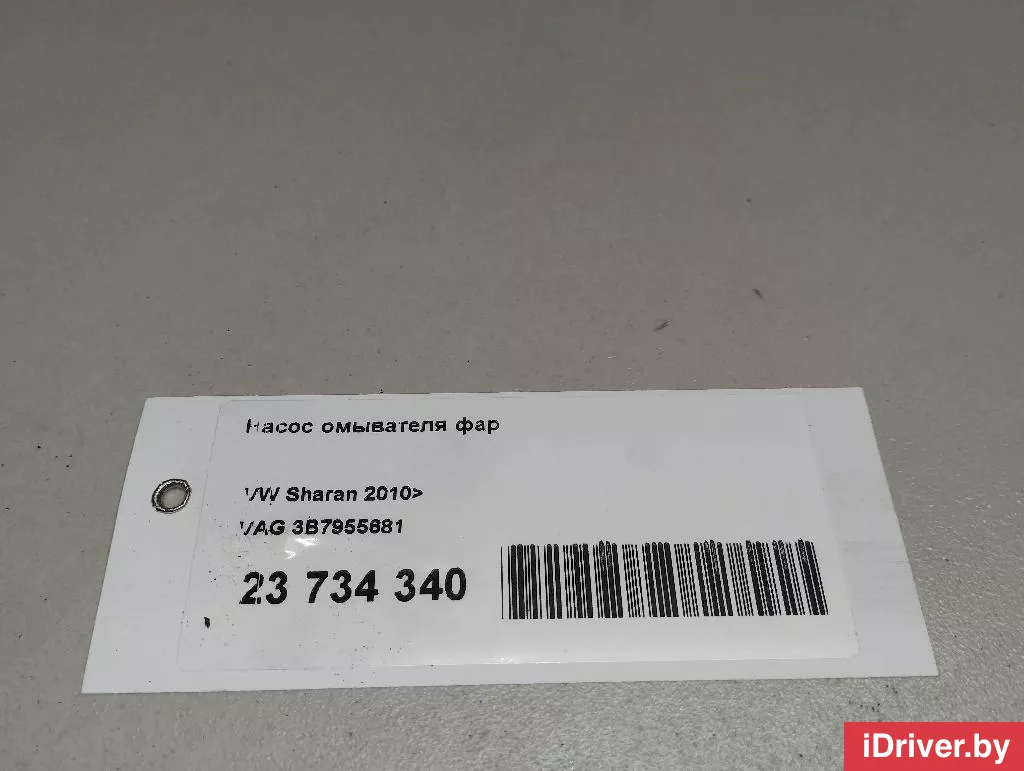 Насос омывателя фар
VW Sharan 2010>
VAG 3B7955681
23 734 340
iDriver.by